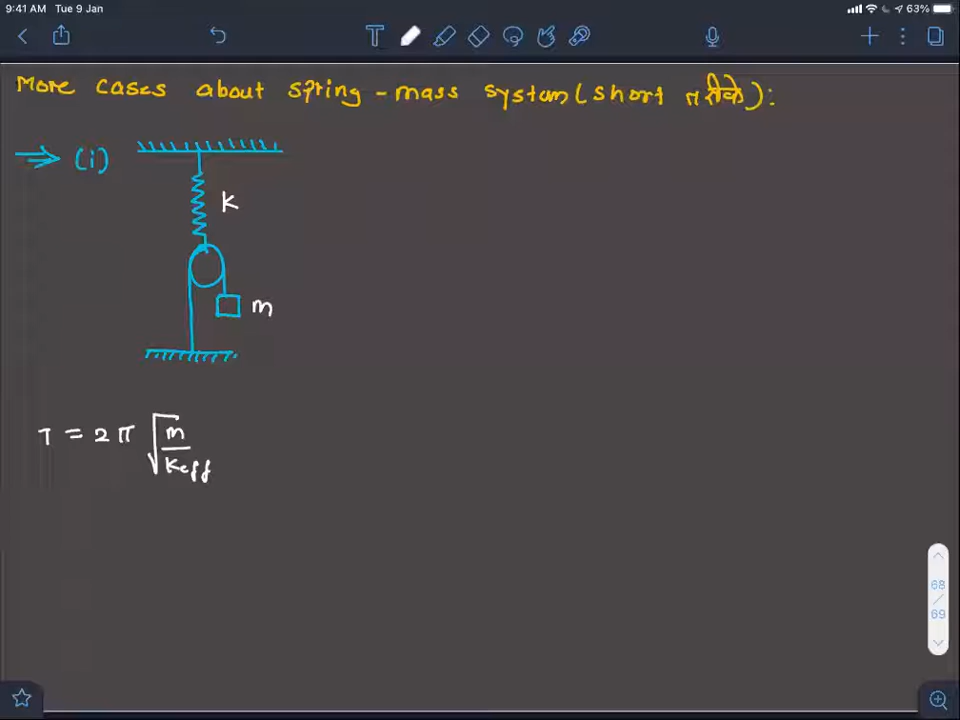 9:41 AM Tue 9 Jan
63%
More cases about spring-mass system (short तरीके):
(i)
K
m
T = 2π √(m/Keff)
68
/
69